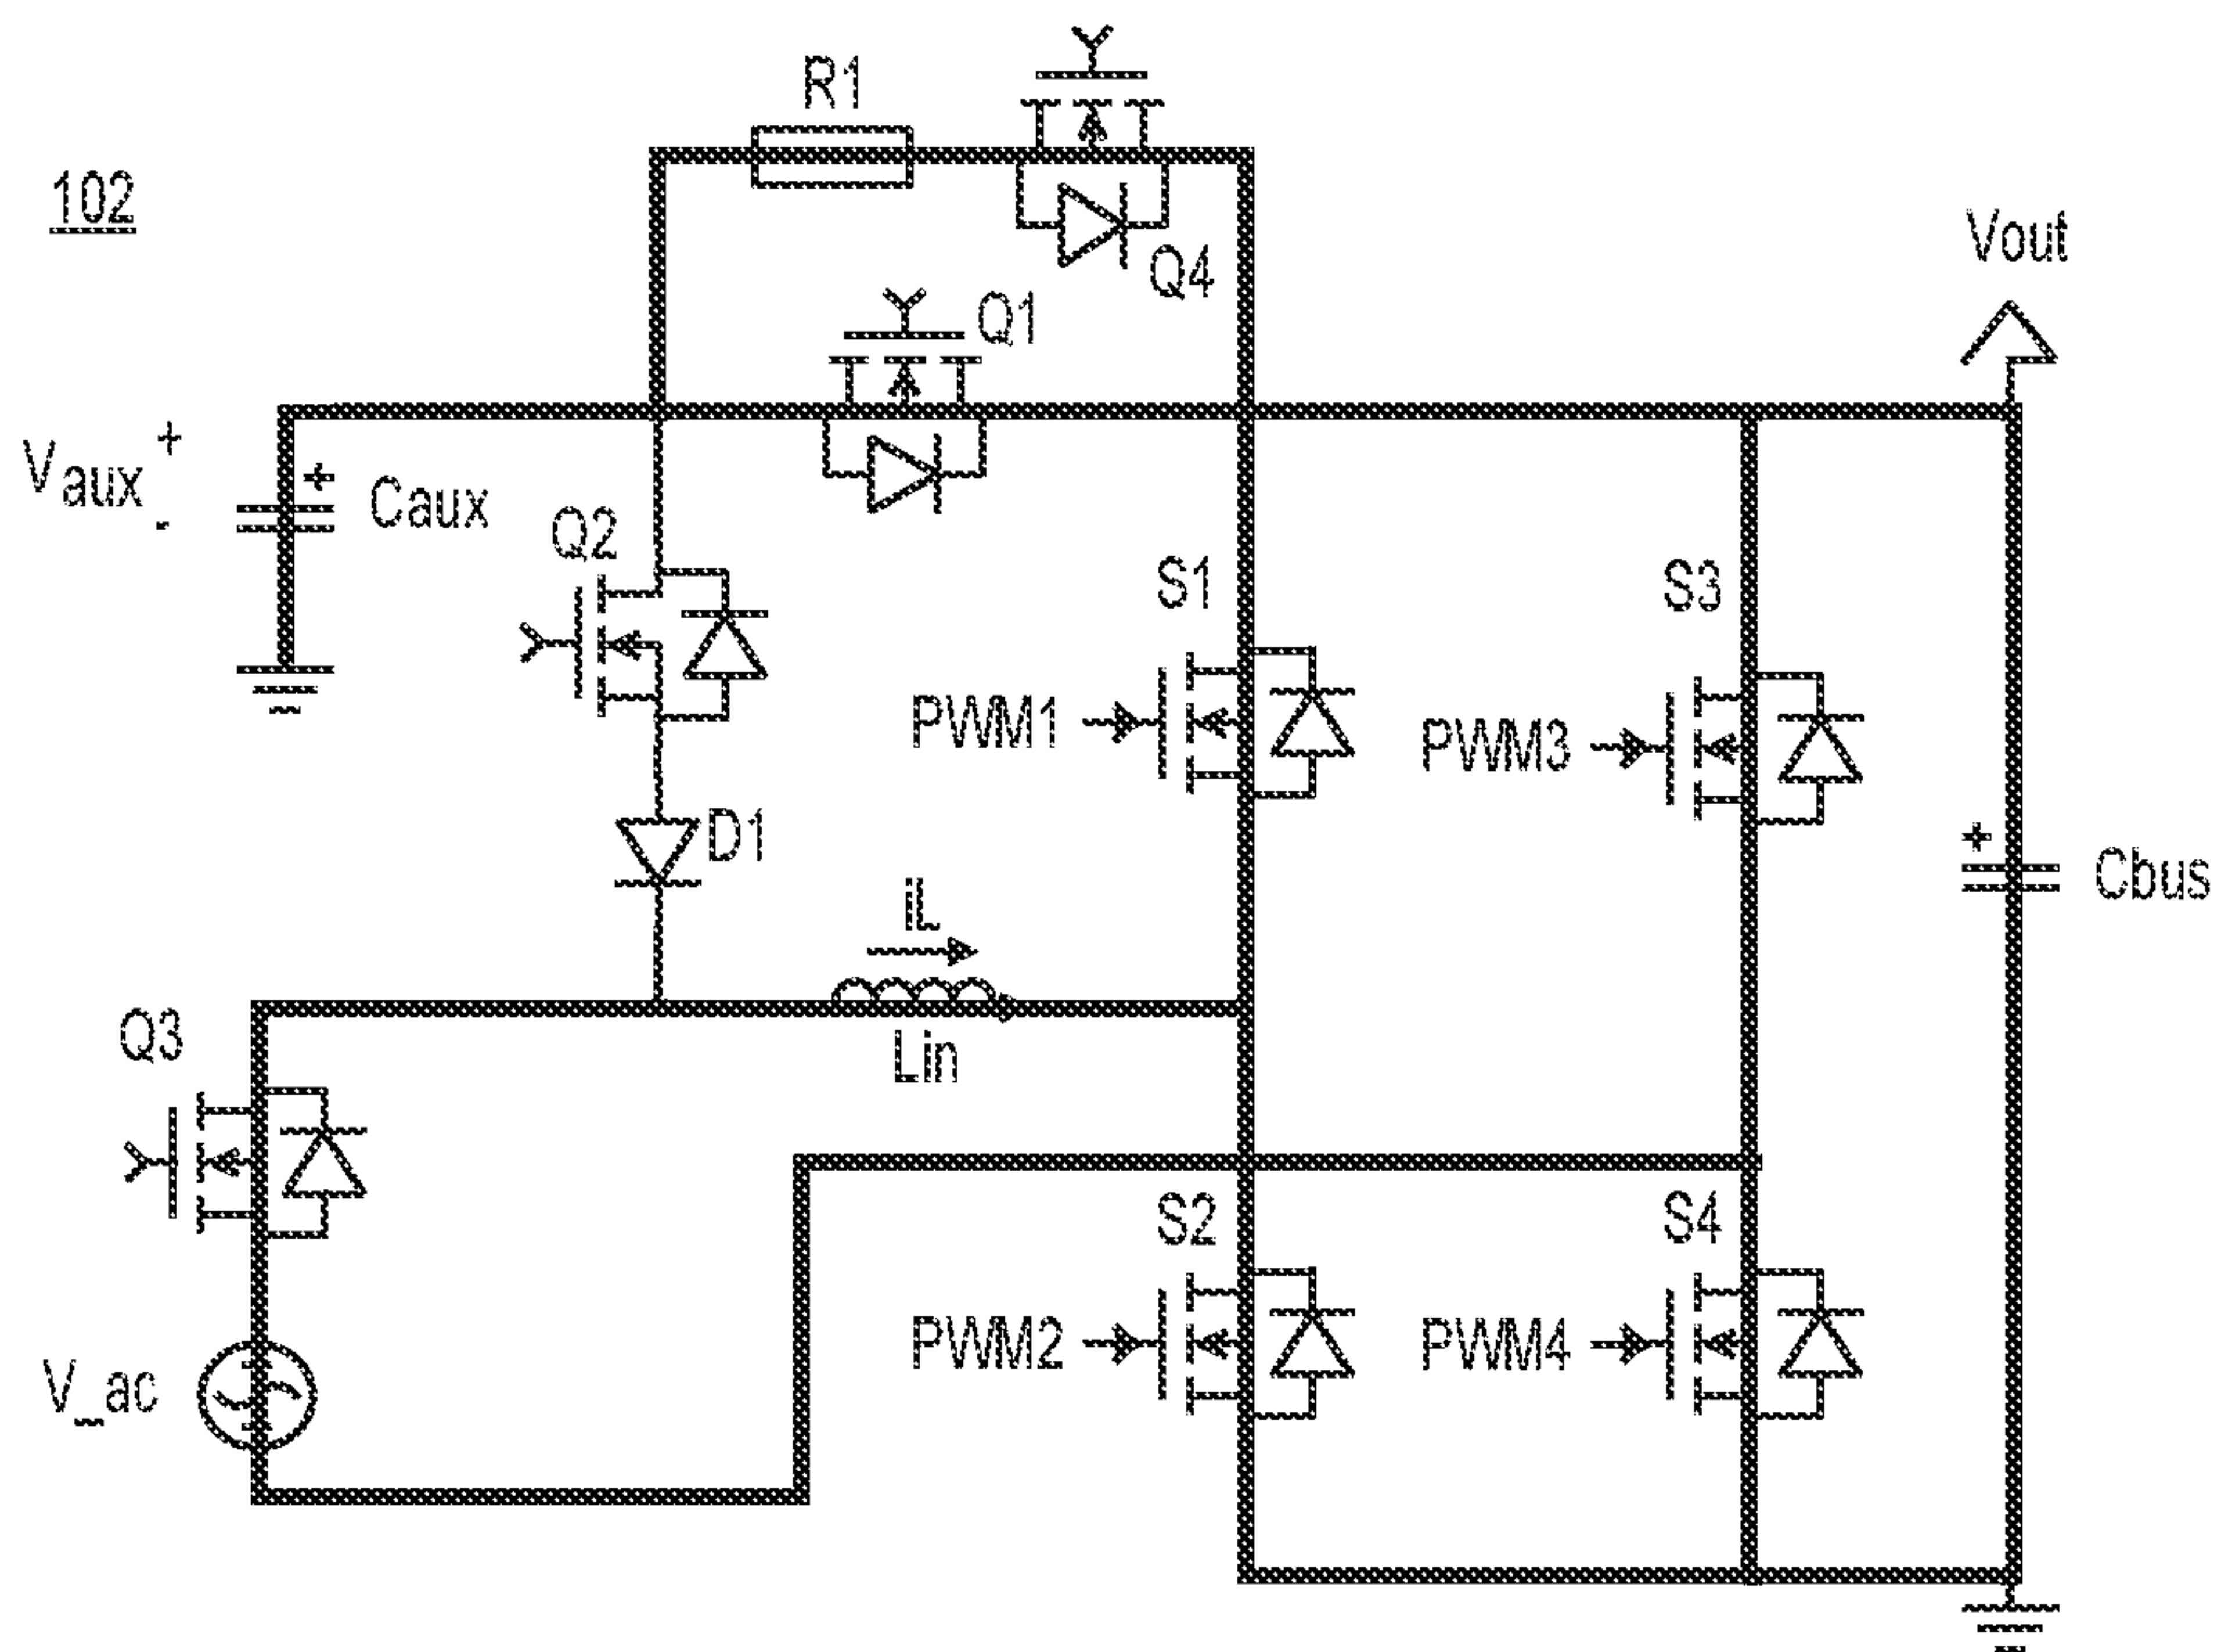 R1
102
Q4
Vout
Q1
+
Vaux
-
+
Caux
Q2
S1
S3
PWM1
PWM3
D1
+
Cbus
iL
Q3
Lin
S2
S4
PWM2
PWM4
V_ac